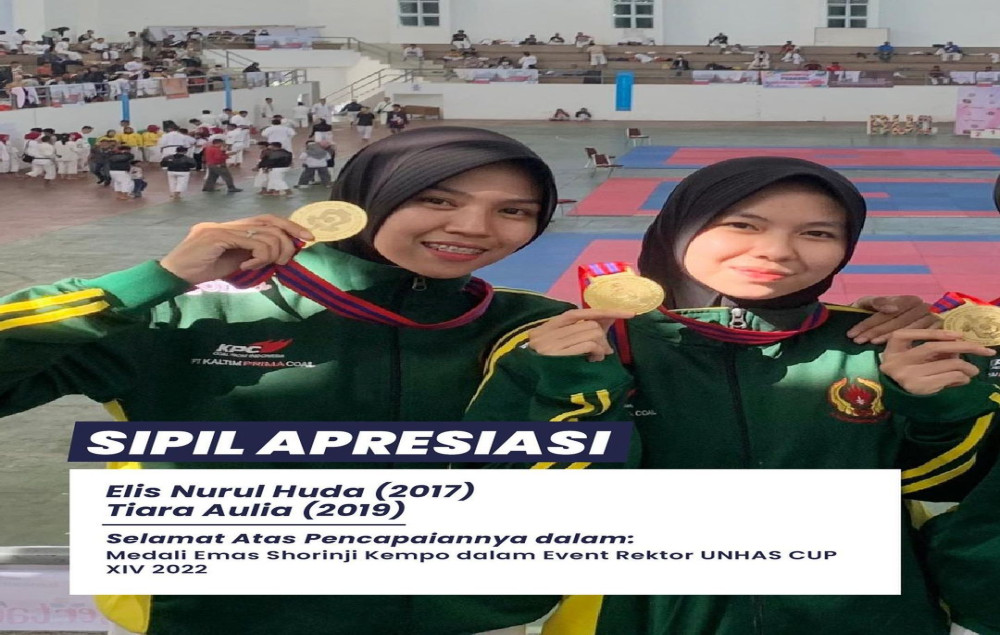 KPC
PT KALTIM PRIMA COAL
COAL
SIPIL APRESIASI
Elis Nurul Huda (2017)
Tiara Aulia (2019)
Selamat Atas Pencapaiannya dalam:
Medali Emas Shorinji Kempo dalam Event Rektor UNHAS CUP
XIV 2022